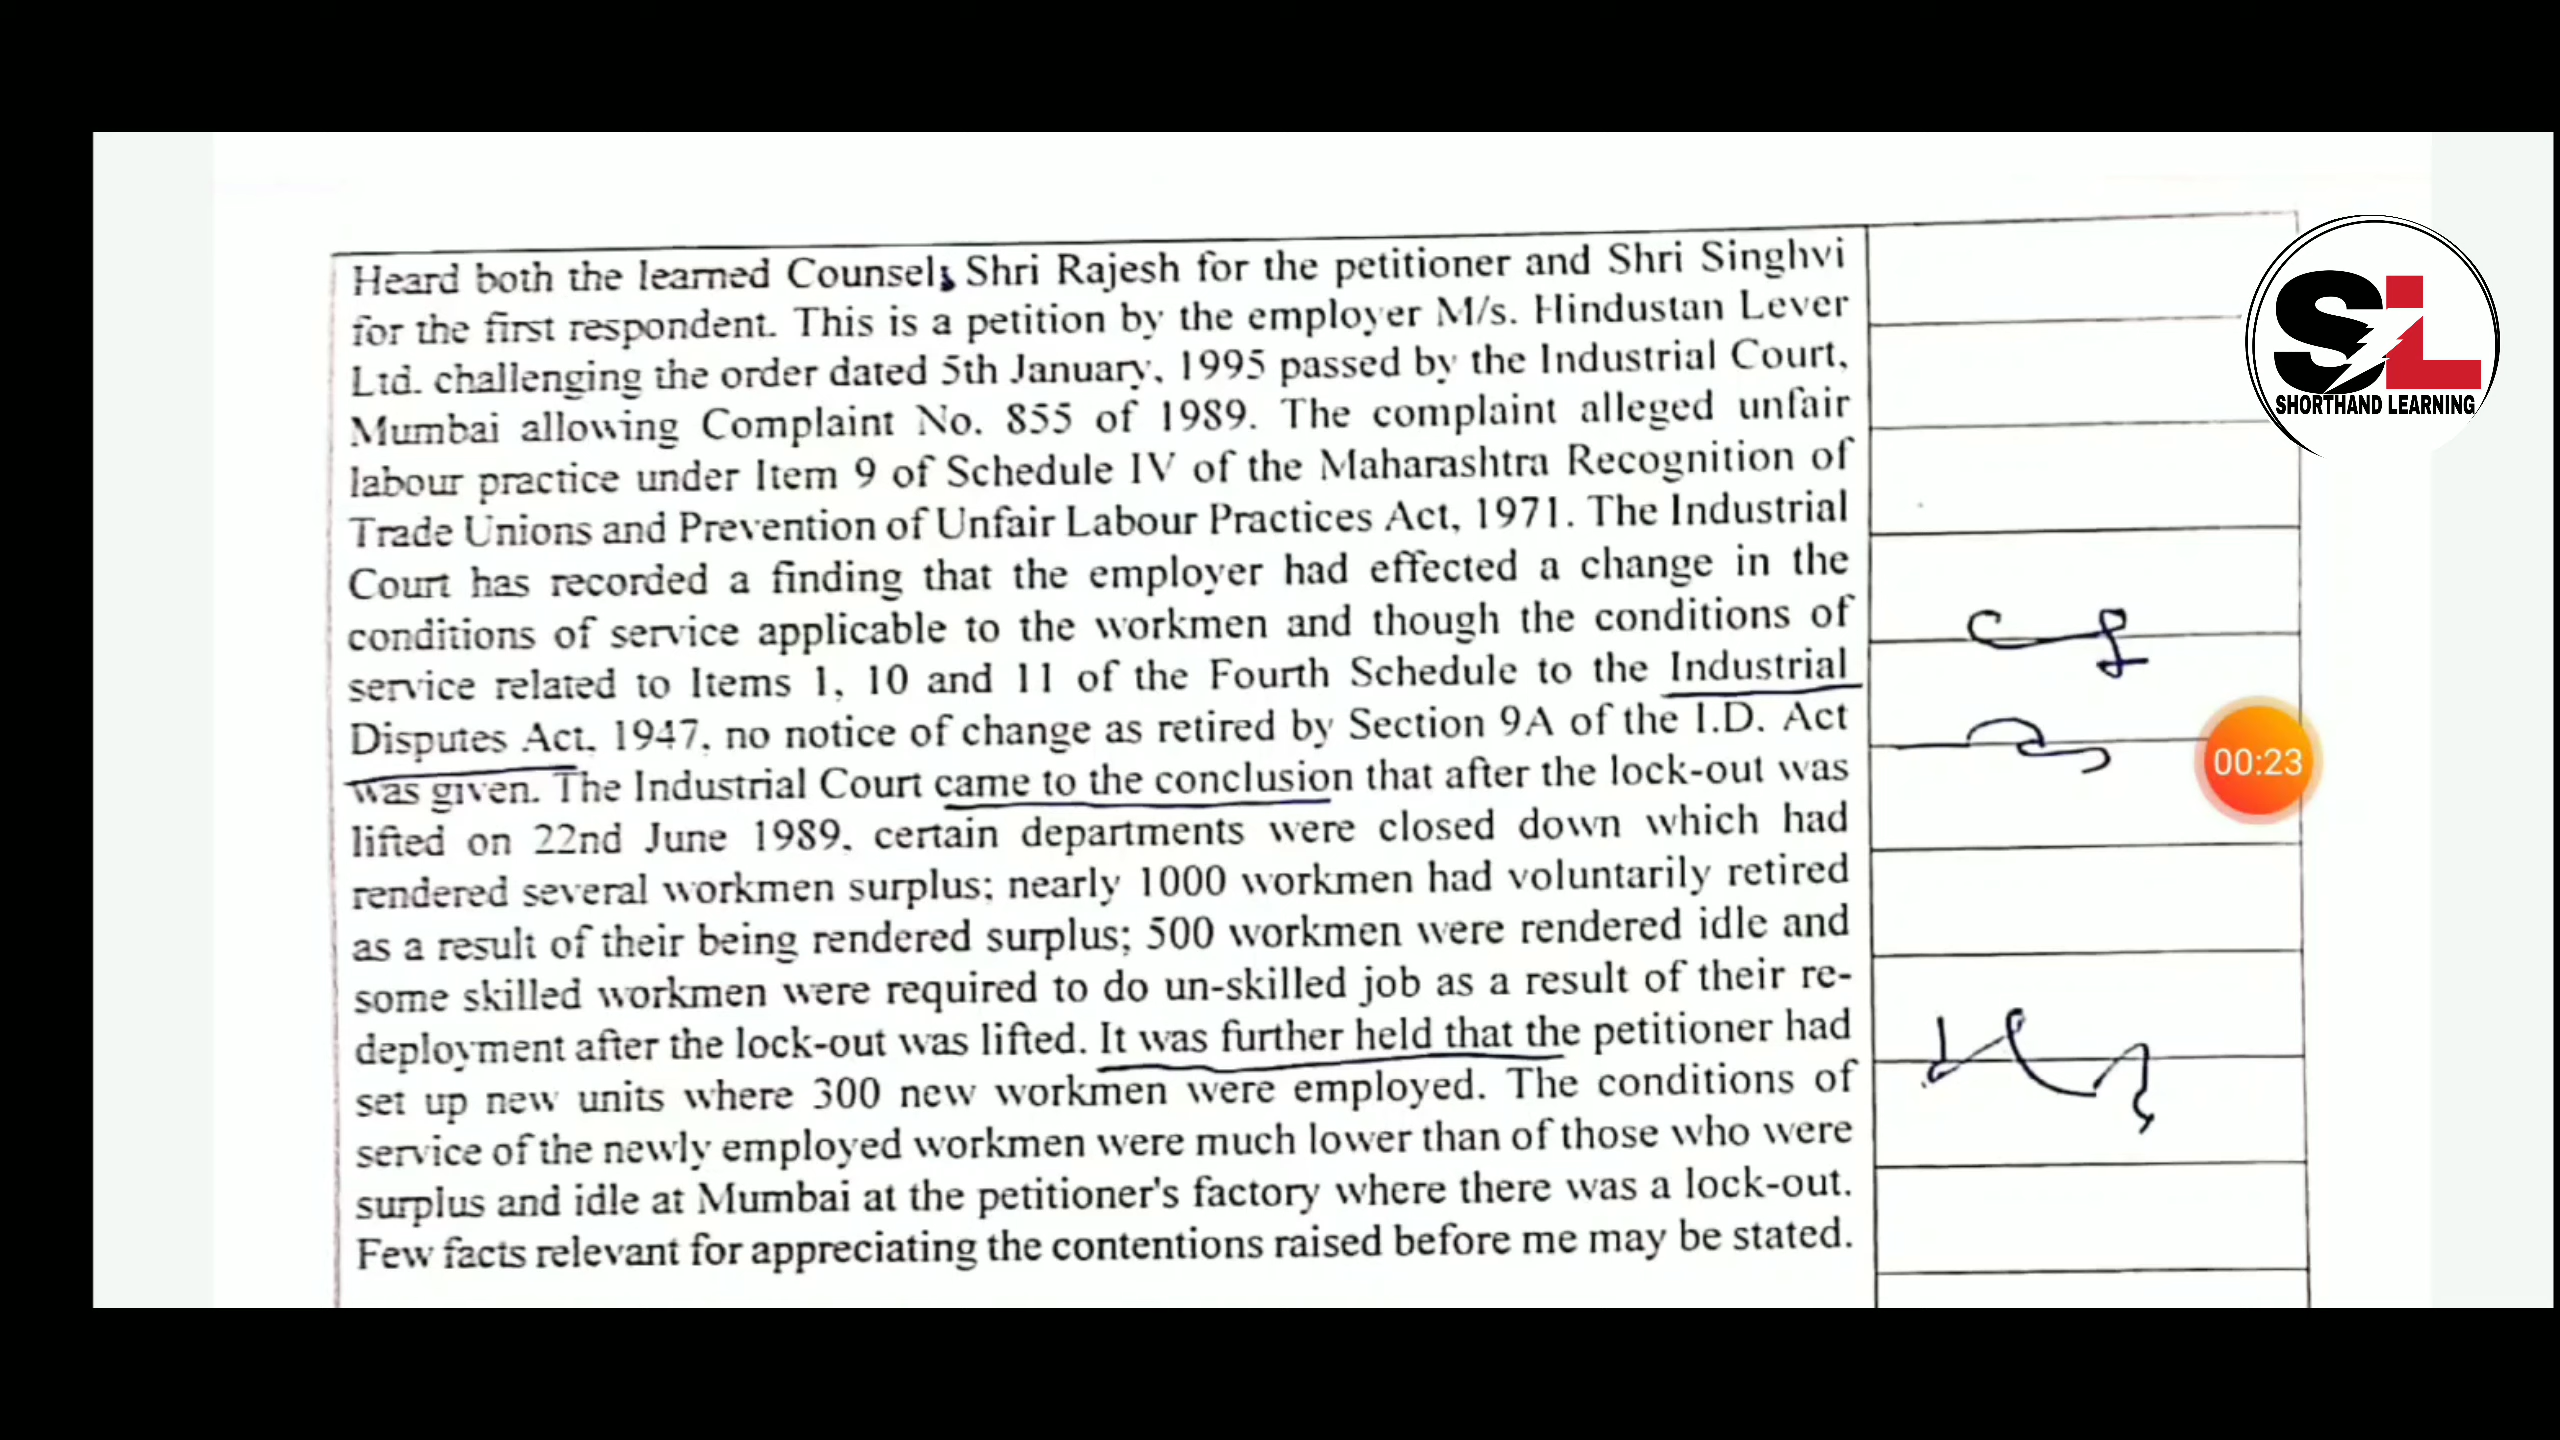 Heard both the learned Counsel, Shri Rajesh for the petitioner and Shri Singhvi
for the first respondent. This is a petition by the employer M/s. Hindustan Lever
Ltd. challenging the order dated 5th January, 1995 passed by the Industrial Court,
Mumbai allowing Complaint No. 855 of 1989. The complaint alleged unfair
labour practice under Item 9 of Schedule IV of the Maharashtra Recognition of
Trade Unions and Prevention of Unfair Labour Practices Act, 1971. The Industrial
Court has recorded a finding that the employer had effected a change in the
conditions of service applicable to the workmen and though the conditions of
service related to Items 1, 10 and 11 of the Fourth Schedule to the Industrial
Disputes Act, 1947, no notice of change as retired by Section 9A of the I.D. Act
was given. The Industrial Court came to the conclusion that after the lock-out was
lifted on 22nd June 1989, certain departments were closed down which had
rendered several workmen surplus; nearly 1000 workmen had voluntarily retired
as a result of their being rendered surplus; 500 workmen were rendered idle and
some skilled workmen were required to do un-skilled job as a result of their re-
deployment after the lock-out was lifted. It was further held that the petitioner had
set up new units where 300 new workmen were employed. The conditions of
service of the newly employed workmen were much lower than of those who were
surplus and idle at Mumbai at the petitioner's factory where there was a lock-out.
Few facts relevant for appreciating the contentions raised before me may be stated.
SL
SHORTHAND LEARNING
00:23